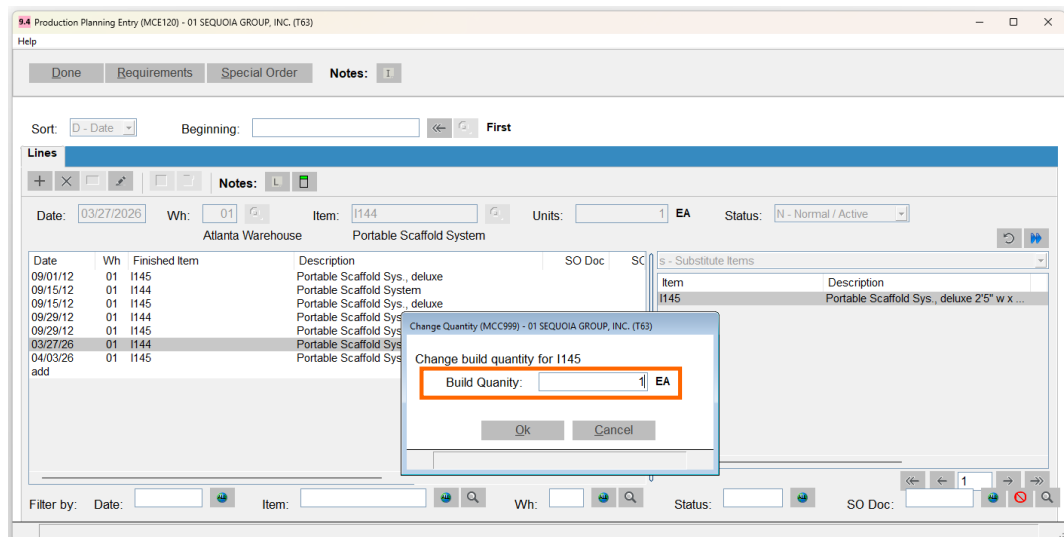 9.4 Production Planning Entry (MCE120) - 01 SEQUOIA GROUP, INC. (T63)
Help
Done Requirements Special Order Notes: I
Sort: D - Date Beginning: First
Lines
Notes: L
Date: 03/27/2026 Wh: 01 Item: I144 Units: 1 EA Status: N - Normal / Active
Atlanta Warehouse Portable Scaffold System
Date Wh Finished Item Description SO Doc SC
09/01/12 01 I145 Portable Scaffold Sys., deluxe
09/15/12 01 I144 Portable Scaffold System
09/15/12 01 I145 Portable Scaffold Sys., deluxe
09/29/12 01 I144 Portable Scaffold Sys
09/29/12 01 I145 Portable Scaffold Sys
03/27/26 01 I144 Portable Scaffold Sys
04/03/26 01 I145 Portable Scaffold Sys
add
s - Substitute Items
Item Description
I145 Portable Scaffold Sys., deluxe 2'5" w x ...
Change Quantity (MCC999) - 01 SEQUOIA GROUP, INC. (T63)
Change build quantity for I145
Build Quanity: 1 EA
Ok Cancel
1
Filter by: Date: Item: Wh: Status: SO Doc: